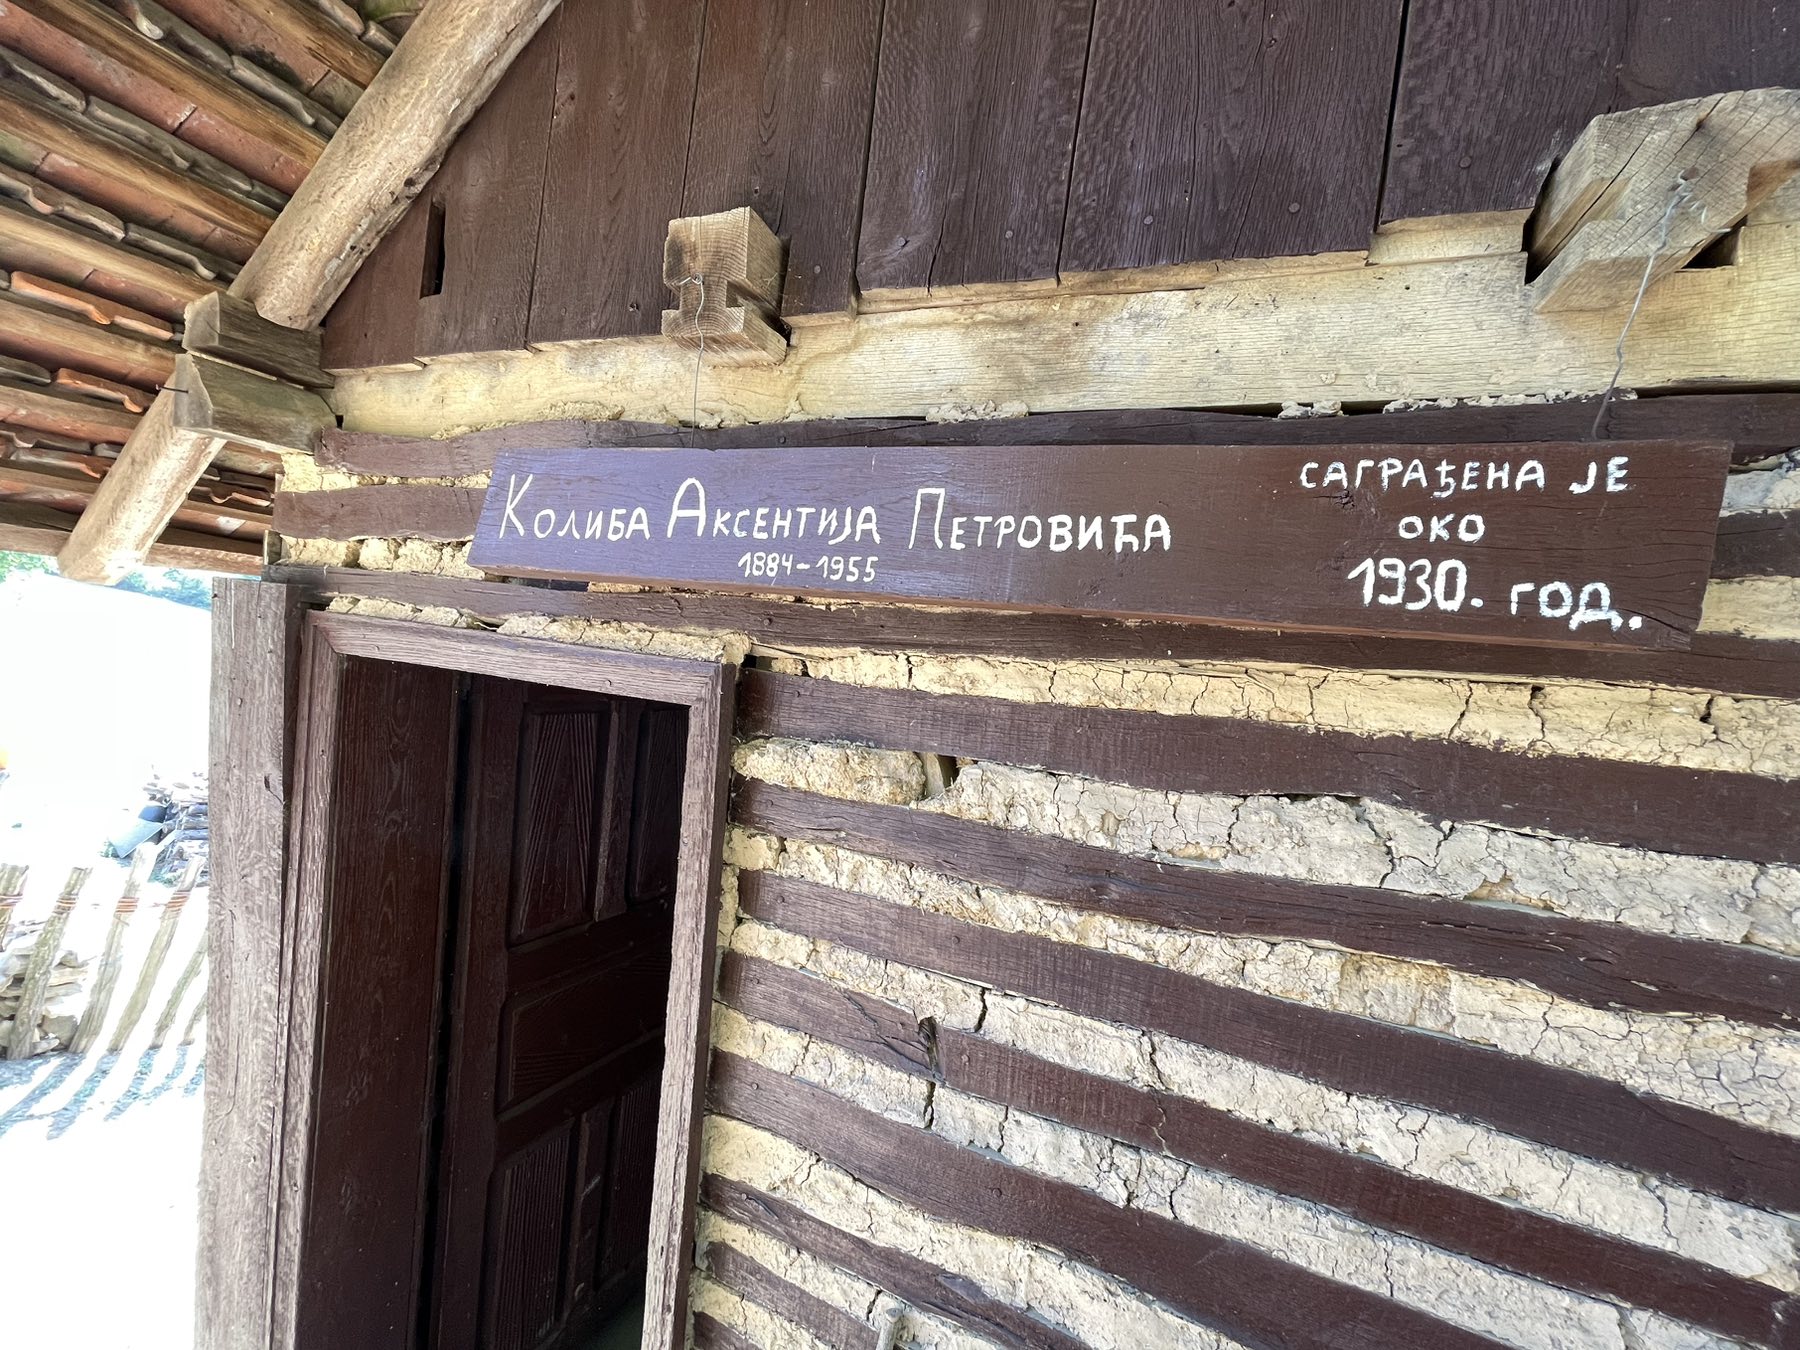 Колиба Аксентија Петровића
1884-1955
САГРАЂЕНА ЈЕ
ОКО
1930. ГОД.